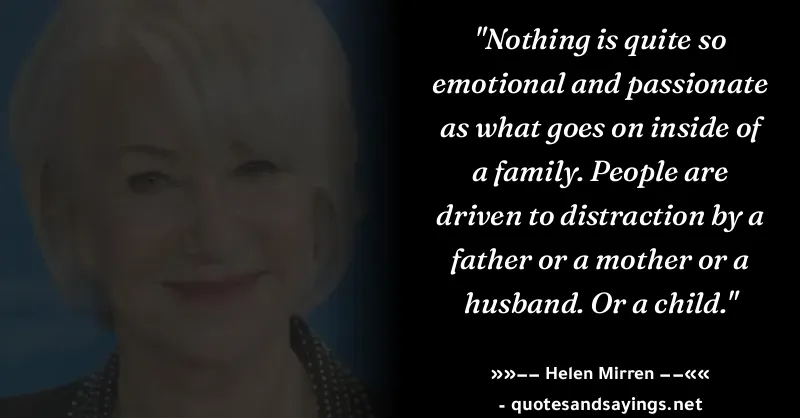 "Nothing is quite so
emotional and passionate
as what goes on inside of
a family. People are
driven to distraction by a
father or a mother or a
husband. Or a child."
»»−− Helen Mirren −−««
- quotesandsayings.net